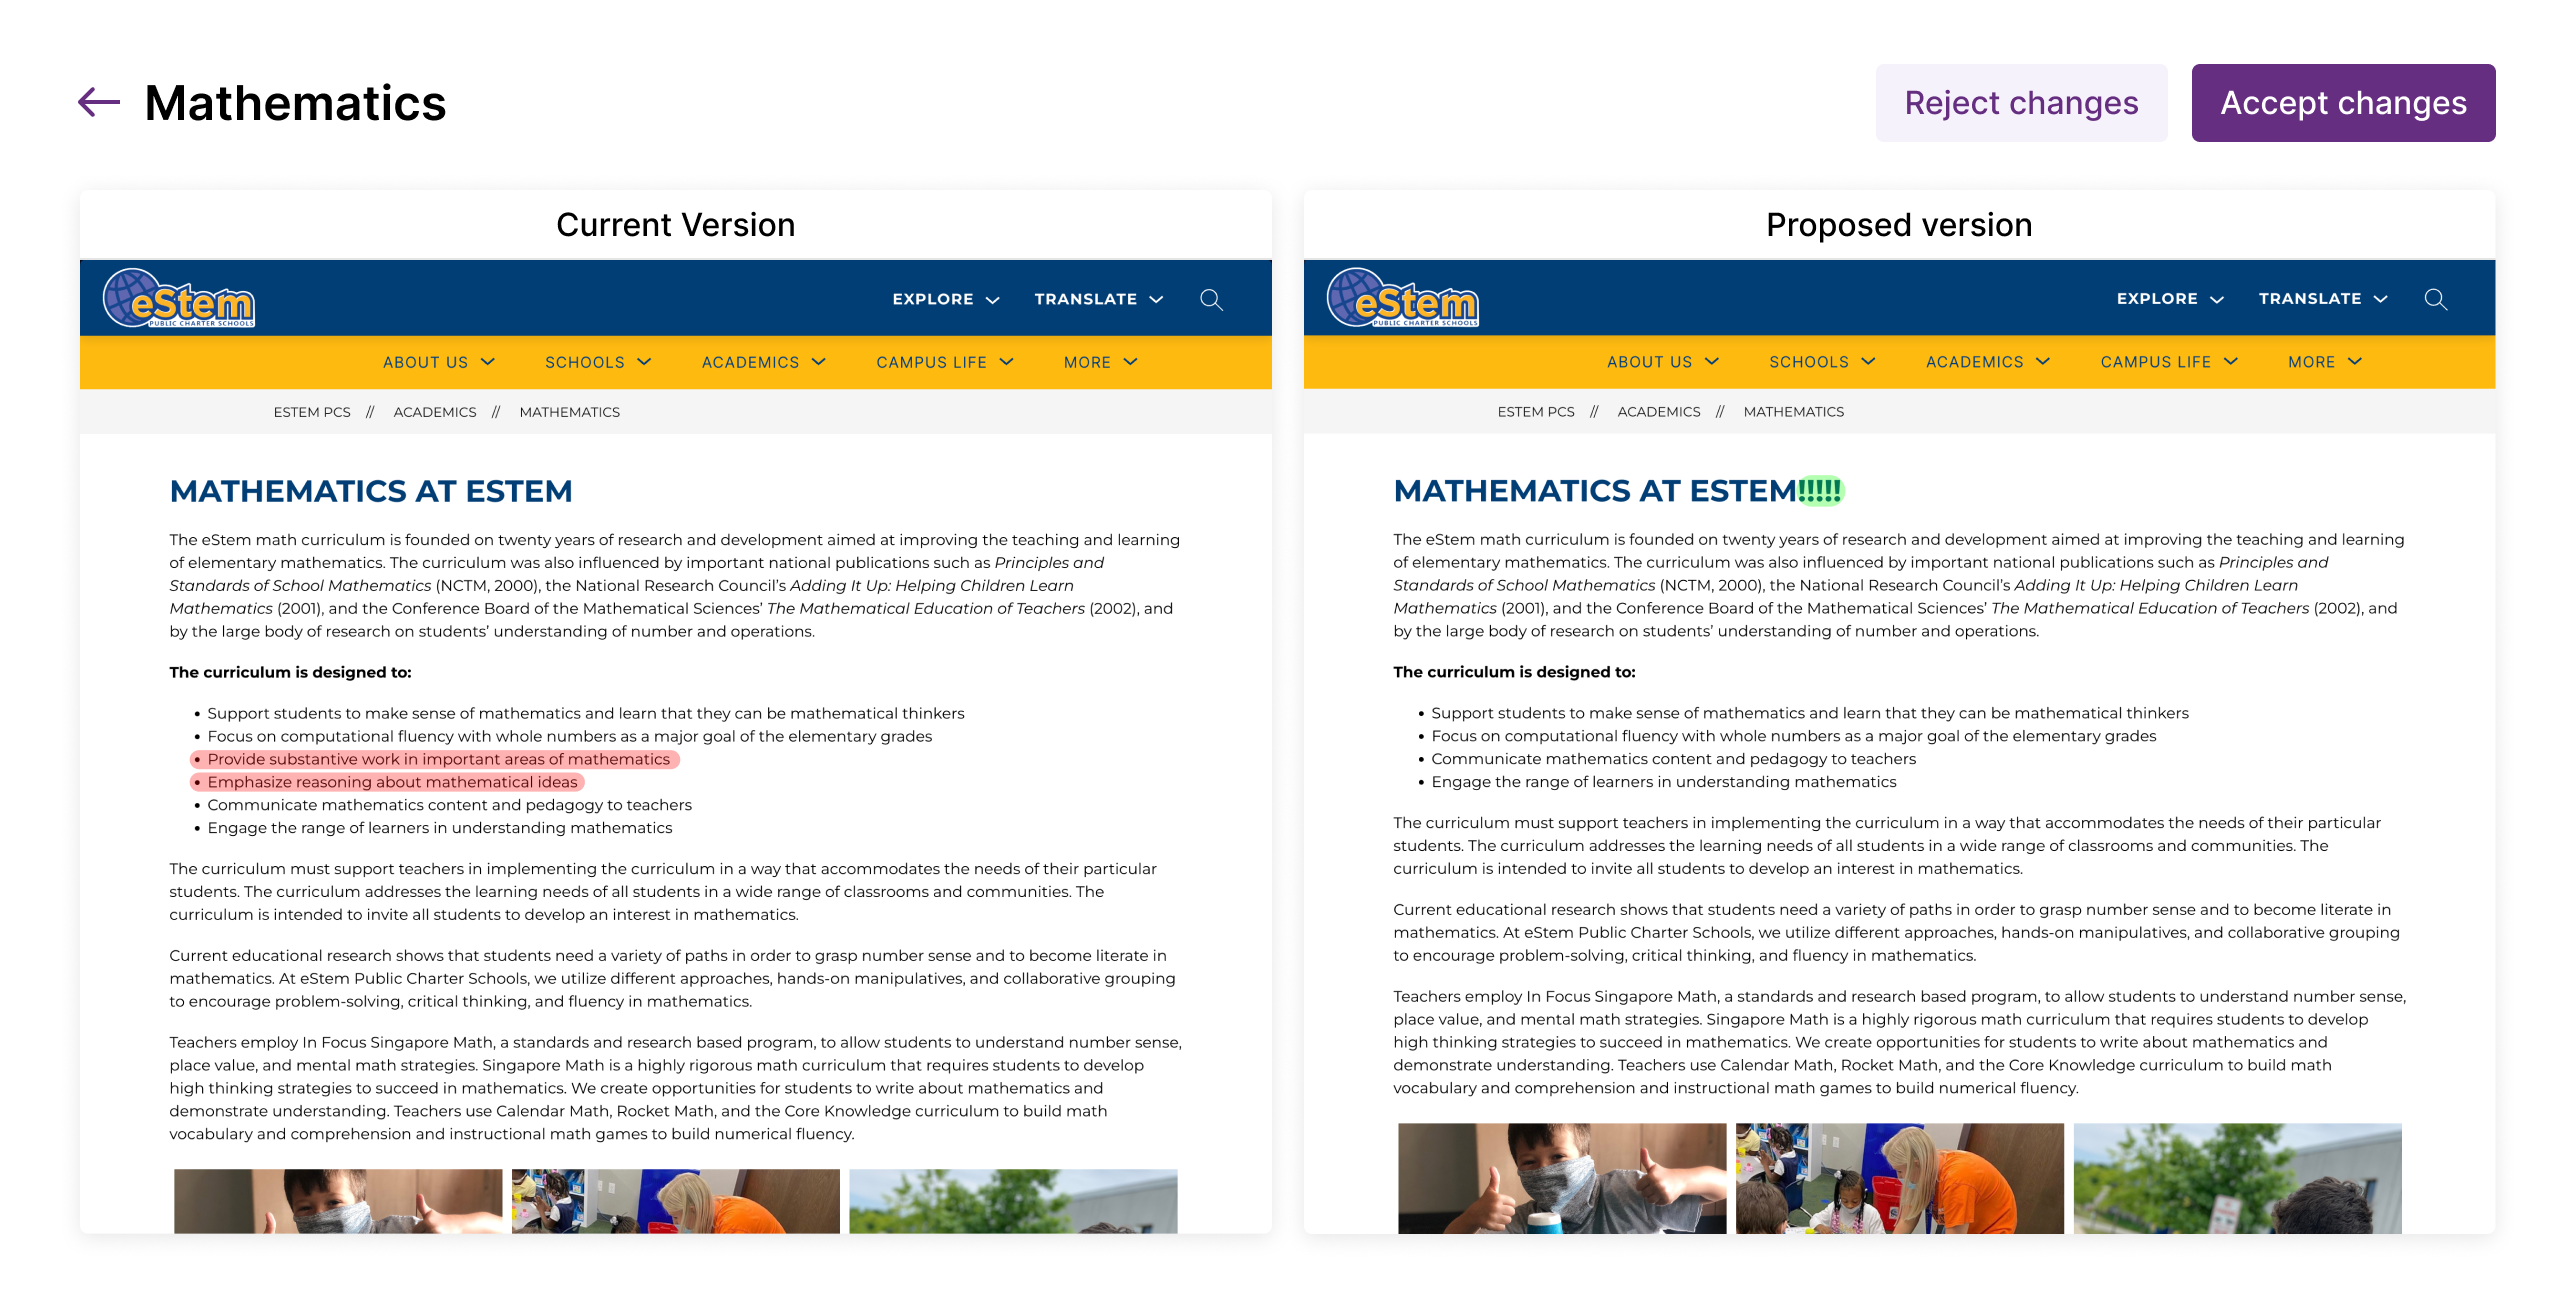 Mathematics
Reject changes
Accept changes
Current Version
eStem
PUBLIC CHARTER SCHOOLS
EXPLORE
TRANSLATE
ABOUT US
SCHOOLS
ACADEMICS
CAMPUS LIFE
MORE
ESTEM PCS // ACADEMICS // MATHEMATICS
MATHEMATICS AT ESTEM
The eStem math curriculum is founded on twenty years of research and development aimed at improving the teaching and learning
of elementary mathematics. The curriculum was also influenced by important national publications such as Principles and
Standards of School Mathematics (NCTM, 2000), the National Research Council’s Adding It Up: Helping Children Learn
Mathematics (2001), and the Conference Board of the Mathematical Sciences’ The Mathematical Education of Teachers (2002), and
by the large body of research on students’ understanding of number and operations.
The curriculum is designed to:
• Support students to make sense of mathematics and learn that they can be mathematical thinkers
• Focus on computational fluency with whole numbers as a major goal of the elementary grades
• Provide substantive work in important areas of mathematics
• Emphasize reasoning about mathematical ideas
• Communicate mathematics content and pedagogy to teachers
• Engage the range of learners in understanding mathematics
The curriculum must support teachers in implementing the curriculum in a way that accommodates the needs of their particular
students. The curriculum addresses the learning needs of all students in a wide range of classrooms and communities. The
curriculum is intended to invite all students to develop an interest in mathematics.
Current educational research shows that students need a variety of paths in order to grasp number sense and to become literate in
mathematics. At eStem Public Charter Schools, we utilize different approaches, hands-on manipulatives, and collaborative grouping
to encourage problem-solving, critical thinking, and fluency in mathematics.
Teachers employ In Focus Singapore Math, a standards and research based program, to allow students to understand number sense,
place value, and mental math strategies. Singapore Math is a highly rigorous math curriculum that requires students to develop
high thinking strategies to succeed in mathematics. We create opportunities for students to write about mathematics and
demonstrate understanding. Teachers use Calendar Math, Rocket Math, and the Core Knowledge curriculum to build math
vocabulary and comprehension and instructional math games to build numerical fluency.
Proposed version
eStem
PUBLIC CHARTER SCHOOLS
EXPLORE
TRANSLATE
ABOUT US
SCHOOLS
ACADEMICS
CAMPUS LIFE
MORE
ESTEM PCS // ACADEMICS // MATHEMATICS
MATHEMATICS AT ESTEM!!!!!
The eStem math curriculum is founded on twenty years of research and development aimed at improving the teaching and learning
of elementary mathematics. The curriculum was also influenced by important national publications such as Principles and
Standards of School Mathematics (NCTM, 2000), the National Research Council’s Adding It Up: Helping Children Learn
Mathematics (2001), and the Conference Board of the Mathematical Sciences’ The Mathematical Education of Teachers (2002), and
by the large body of research on students’ understanding of number and operations.
The curriculum is designed to:
• Support students to make sense of mathematics and learn that they can be mathematical thinkers
• Focus on computational fluency with whole numbers as a major goal of the elementary grades
• Communicate mathematics content and pedagogy to teachers
• Engage the range of learners in understanding mathematics
The curriculum must support teachers in implementing the curriculum in a way that accommodates the needs of their particular
students. The curriculum addresses the learning needs of all students in a wide range of classrooms and communities. The
curriculum is intended to invite all students to develop an interest in mathematics.
Current educational research shows that students need a variety of paths in order to grasp number sense and to become literate in
mathematics. At eStem Public Charter Schools, we utilize different approaches, hands-on manipulatives, and collaborative grouping
to encourage problem-solving, critical thinking, and fluency in mathematics.
Teachers employ In Focus Singapore Math, a standards and research based program, to allow students to understand number sense,
place value, and mental math strategies. Singapore Math is a highly rigorous math curriculum that requires students to develop
high thinking strategies to succeed in mathematics. We create opportunities for students to write about mathematics and
demonstrate understanding. Teachers use Calendar Math, Rocket Math, and the Core Knowledge curriculum to build math
vocabulary and comprehension and instructional math games to build numerical fluency.